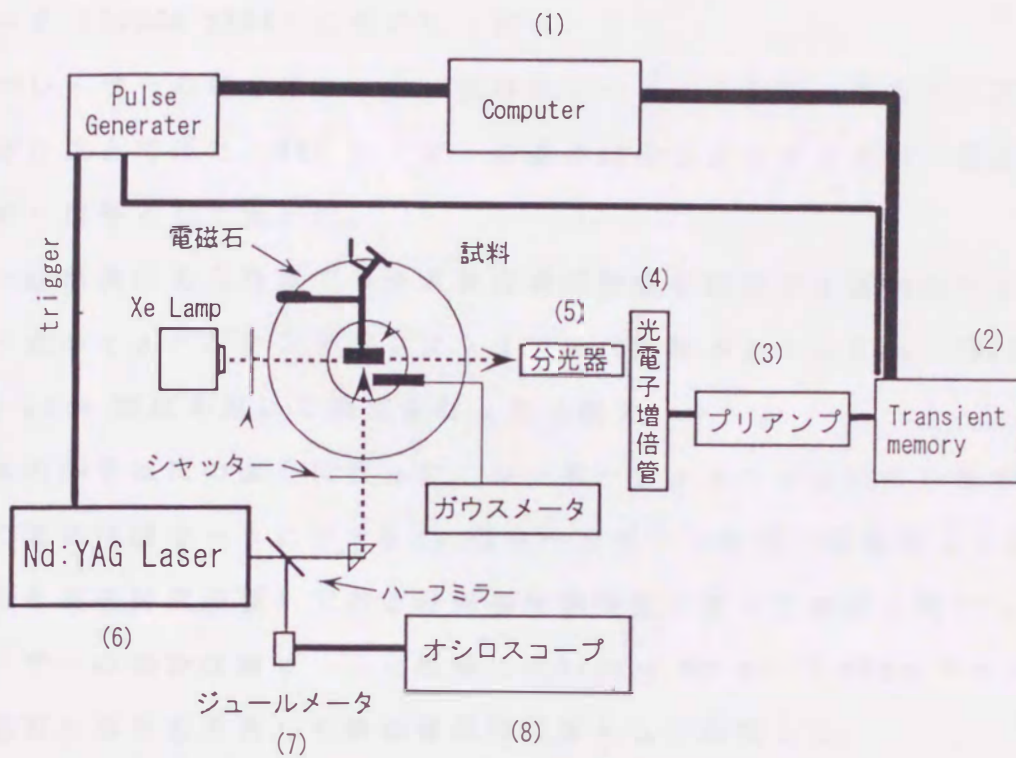 (1)
Pulse
Generater
Computer
trigger
電磁石
試料
Xe Lamp
(5)
分光器
(4)
光電子増倍管
(3)
プリアンプ
(2)
Transient
memory
シャッター
ガウスメータ
Nd:YAG Laser
(6)
ハーフミラー
ジュールメータ
(7)
オシロスコープ
(8)